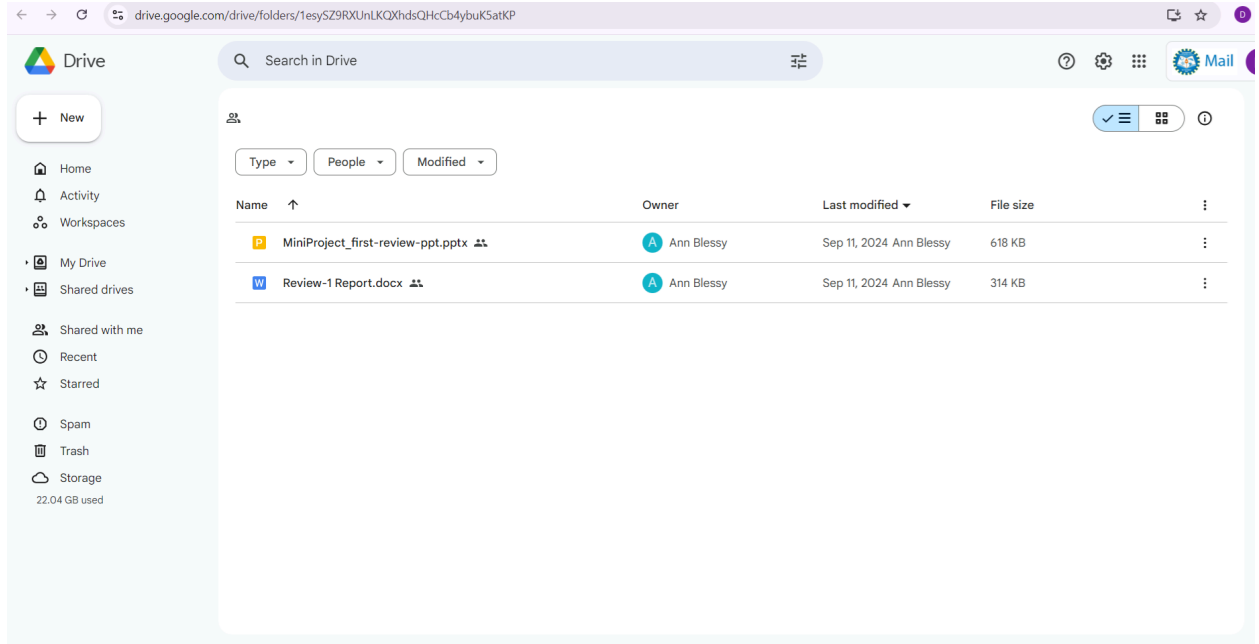 drive.google.com/drive/folders/1esySZ9RXUnLKQXhdsQHcCb4ybuK5atKP
D
Drive
Search in Drive
Mail
New
Home
Activity
Workspaces
My Drive
Shared drives
Shared with me
Recent
Starred
Spam
Trash
Storage
22.04 GB used
Type People Modified
Name Owner Last modified File size
P MiniProject_first-review-ppt.pptx A Ann Blessy Sep 11, 2024 Ann Blessy 618 KB
W Review-1 Report.docx A Ann Blessy Sep 11, 2024 Ann Blessy 314 KB